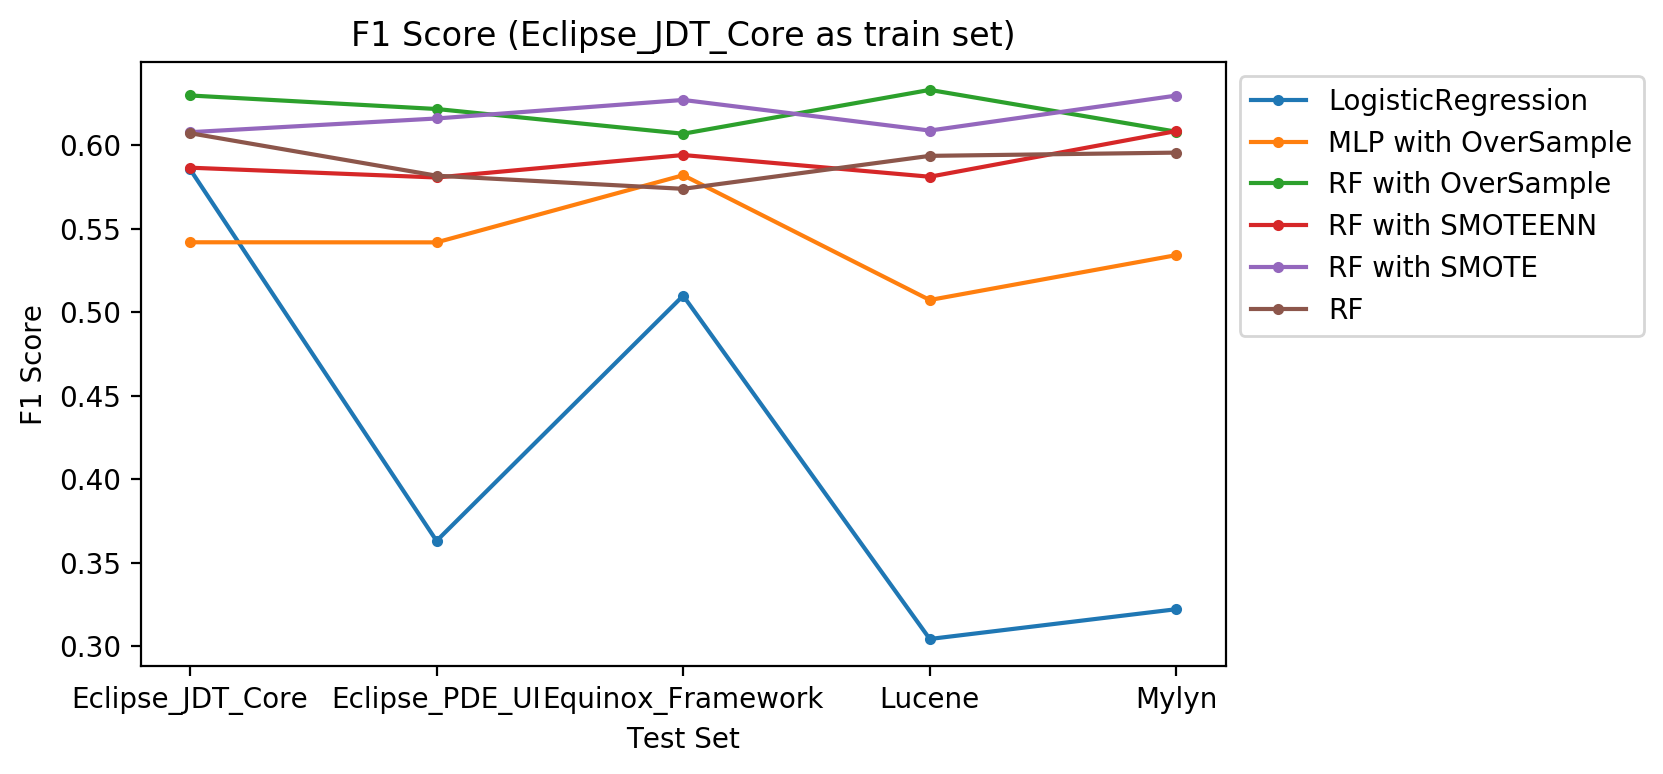 F1 Score (Eclipse_JDT_Core as train set)
F1 Score
0.60
0.55
0.50
0.45
0.40
0.35
0.30
Eclipse_JDT_Core Eclipse_PDE_UI Equinox_Framework Lucene Mylyn
Test Set
LogisticRegression
MLP with OverSample
RF with OverSample
RF with SMOTEENN
RF with SMOTE
RF